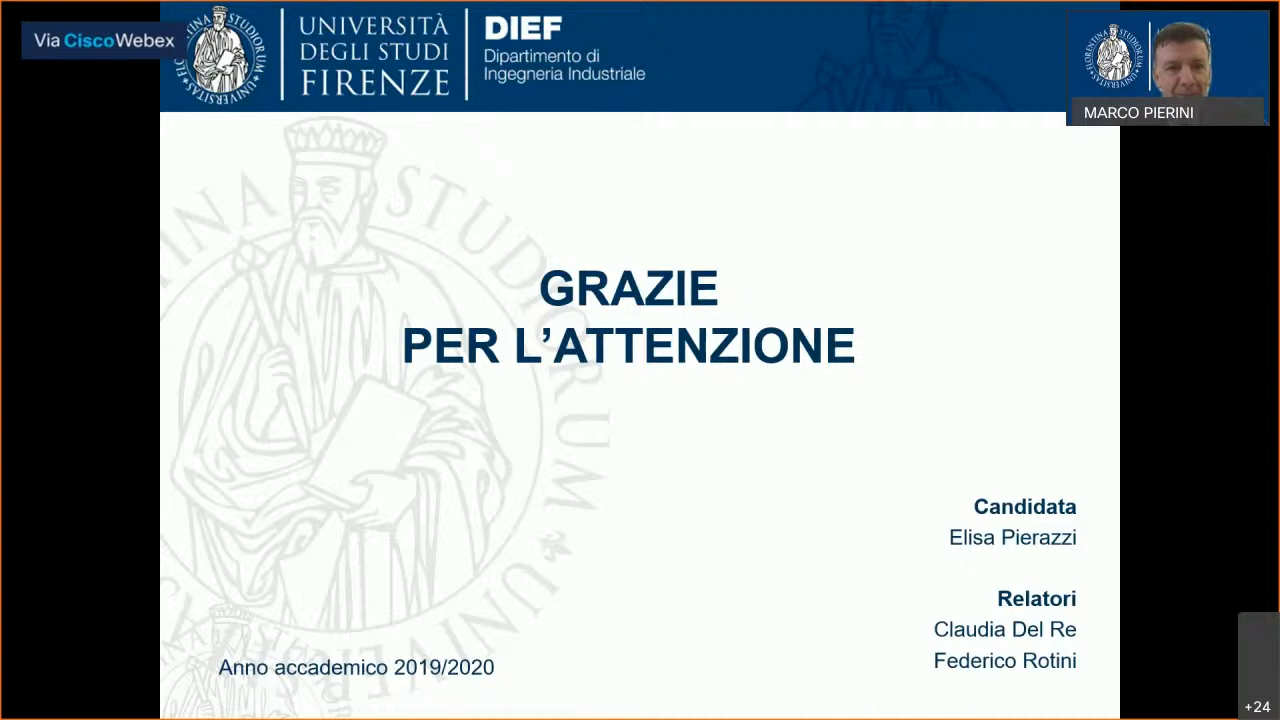 Via CiscoWebex
UNIVERSITÀ
DEGLI STUDI
FIRENZE
DIEF
Dipartimento di
Ingegneria Industriale
MARCO PIERINI
GRAZIE
PER L’ATTENZIONE
Candidata
Elisa Pierazzi
Relatori
Claudia Del Re
Federico Rotini
Anno accademico 2019/2020
+24